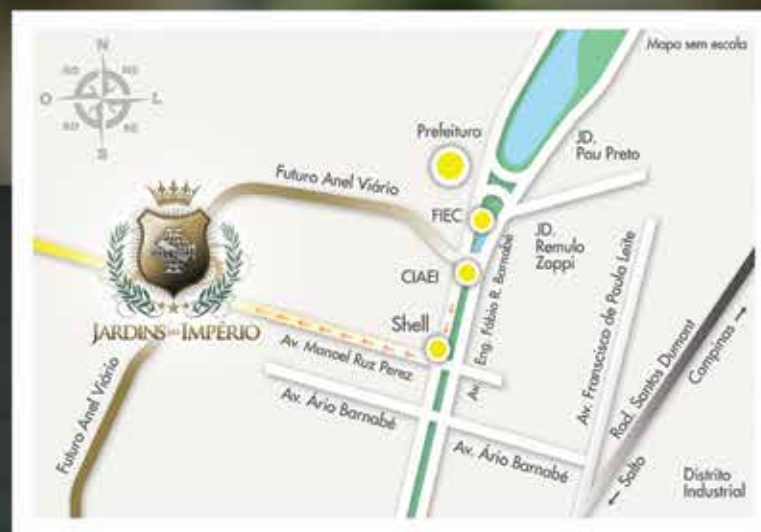 Mapa sem escala
N
NO
NE
O
L
SO
SE
S
Prefeitura
JD.
Pau Preto
Futuro Anel Viário
FIEC
JD.
Remulo
Zoppi
CIAEI
Av. Eng. Fábio R. Barnabé
Shell
JARDINS DO IMPÉRIO
Av. Manoel Ruz Perez
Av. Franscisco de Paula Leite
Rod. Santos Dumont
Campinas →
Futuro Anel Viário
Av. Ário Barnabé
Av. Ário Barnabé
← Salto
Distrito
Industrial